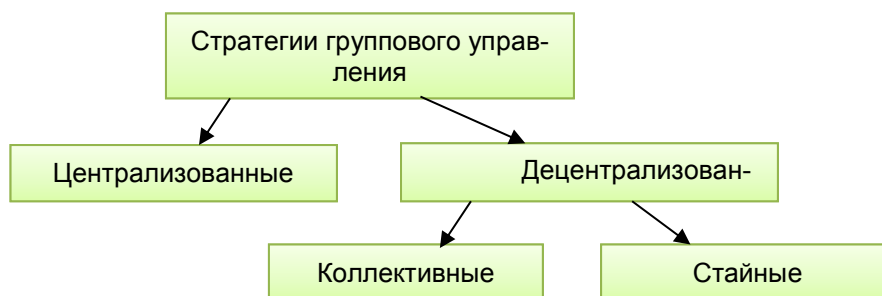 Стратегии группового управ-
ления
Централизованные
Децентрализован-
Коллективные
Стайные